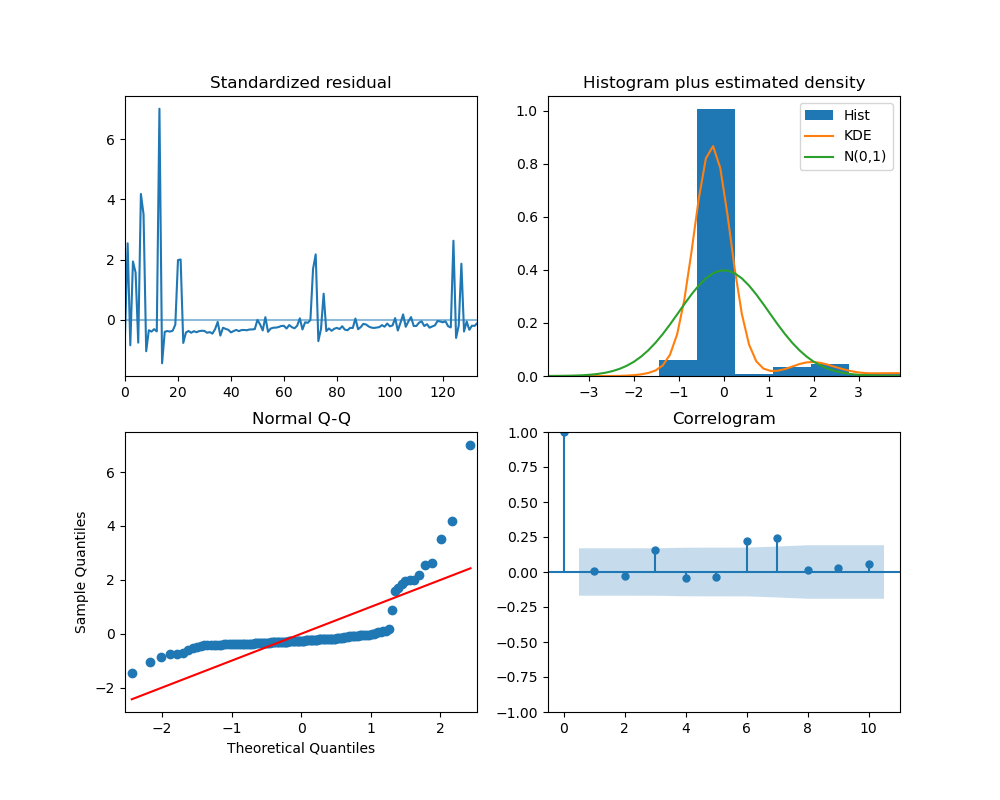 Standardized residual
6
4
2
0
0 20 40 60 80 100 120
Histogram plus estimated density
1.0
0.8
0.6
0.4
0.2
0.0
−3 −2 −1 0 1 2 3
Hist
KDE
N(0,1)
Normal Q-Q
Sample Quantiles
6
4
2
0
−2
−2 −1 0 1 2
Theoretical Quantiles
Correlogram
1.00
0.75
0.50
0.25
0.00
−0.25
−0.50
−0.75
−1.00
0 2 4 6 8 10